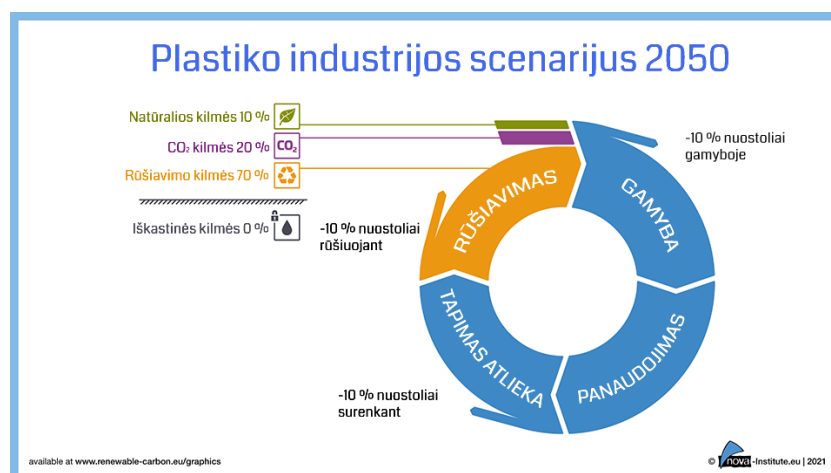 Plastiko industrijos scenarijus 2050
Natūralios kilmės 10 %
CO₂ kilmės 20 % CO₂
Rūšiavimo kilmės 70 %
Iškastinės kilmės 0 %
-10 % nuostoliai
rūšiuojant
-10 % nuostoliai
gamyboje
RŪŠIAVIMAS
GAMYBA
TAPIMAS ATLIEKA
PANAUDOJIMAS
-10 % nuostoliai
surenkant
available at www.renewable-carbon.eu/graphics
© nova-Institute.eu | 2021